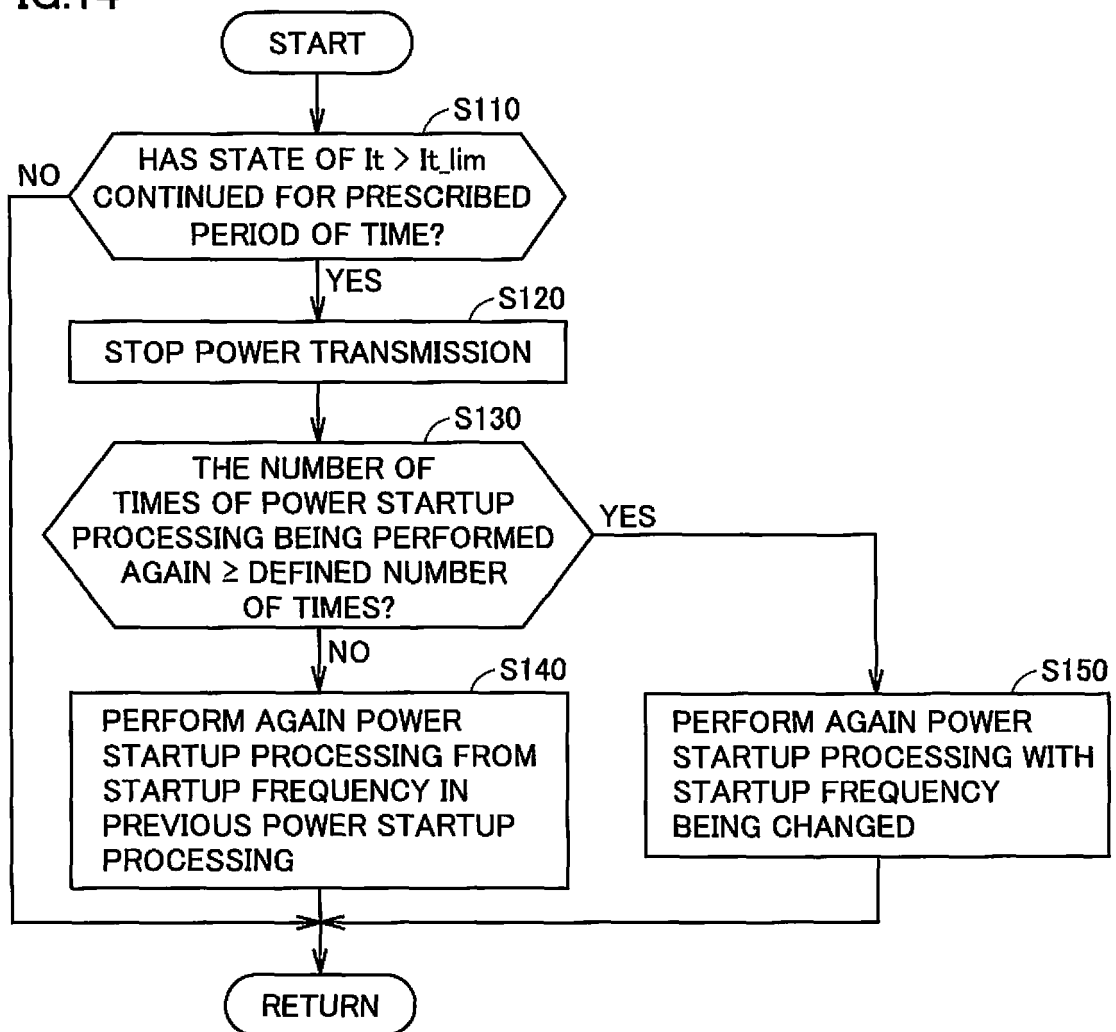 IG.14
START
S110
HAS STATE OF It > It_lim
CONTINUED FOR PRESCRIBED
PERIOD OF TIME?
NO
YES
S120
STOP POWER TRANSMISSION
S130
THE NUMBER OF
TIMES OF POWER STARTUP
PROCESSING BEING PERFORMED
AGAIN ≥ DEFINED NUMBER
OF TIMES?
YES
NO
S140
PERFORM AGAIN POWER
STARTUP PROCESSING FROM
STARTUP FREQUENCY IN
PREVIOUS POWER STARTUP
PROCESSING
S150
PERFORM AGAIN POWER
STARTUP PROCESSING WITH
STARTUP FREQUENCY
BEING CHANGED
RETURN